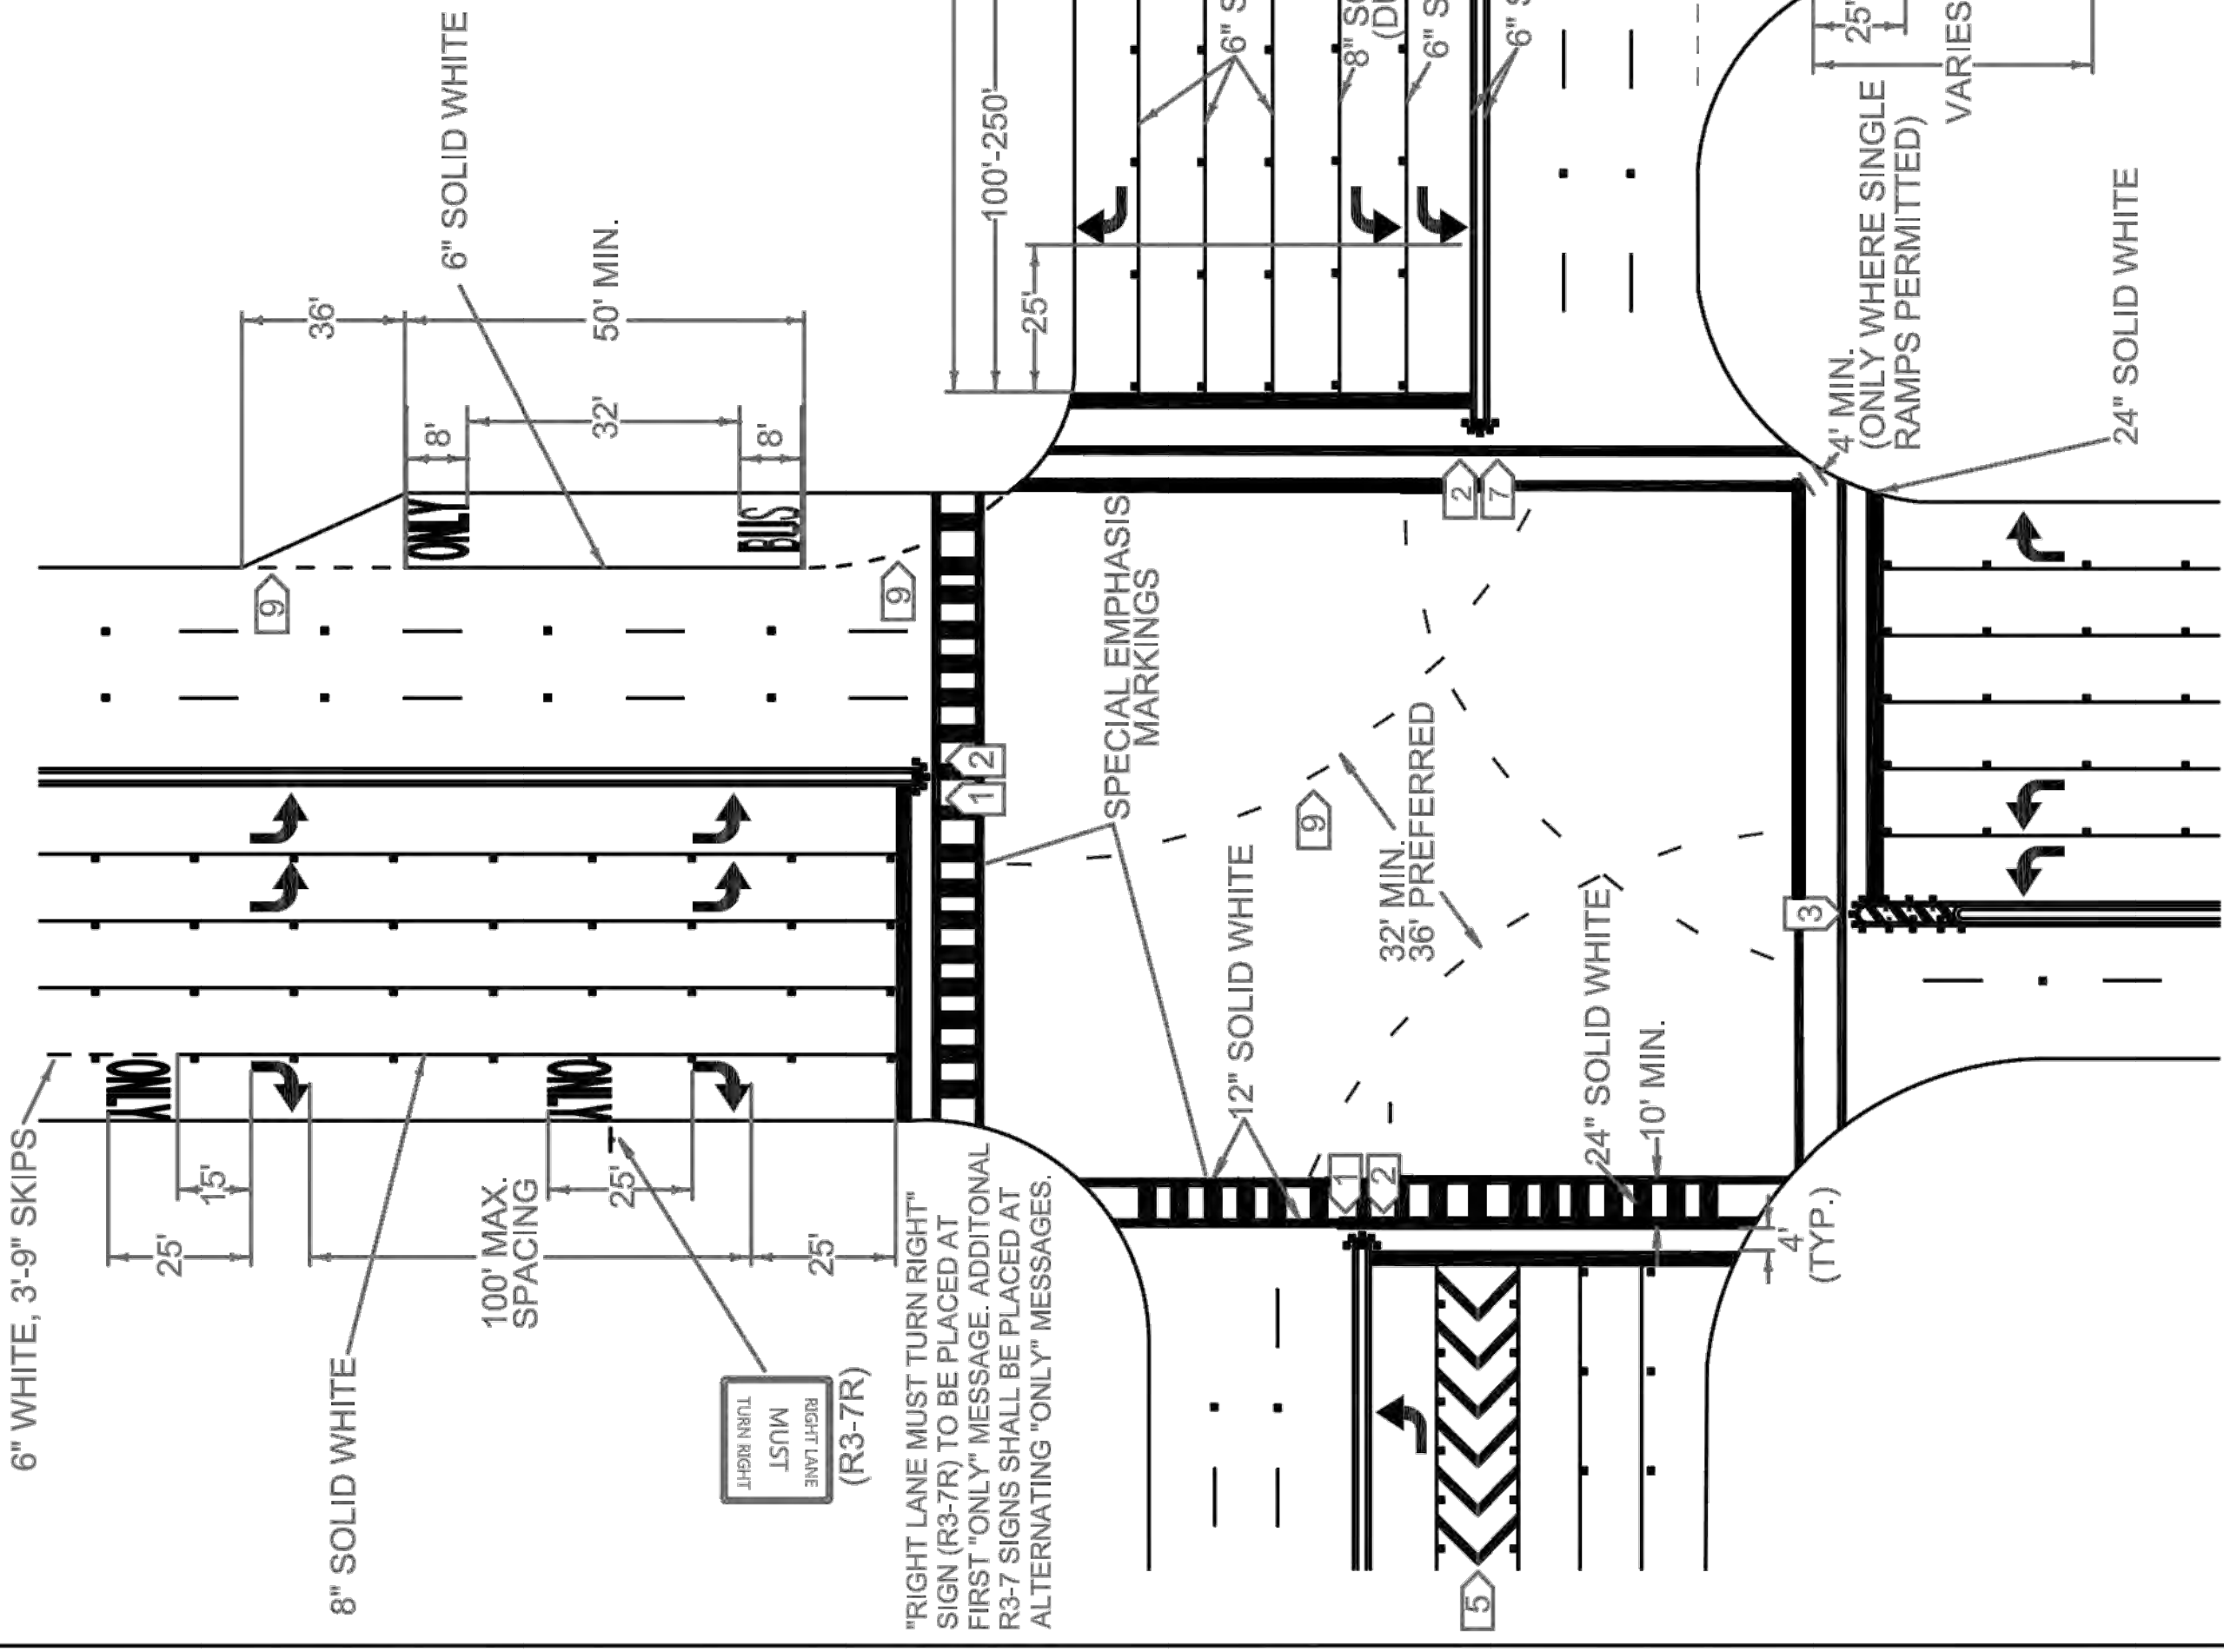 6" WHITE, 3'-9" SKIPS
8" SOLID WHITE
25'
15'
100' MAX.
SPACING
25'
25'
ONLY
ONLY
RIGHT LANE
MUST
TURN RIGHT
(R3-7R)
"RIGHT LANE MUST TURN RIGHT"
SIGN (R3-7R) TO BE PLACED AT
FIRST "ONLY" MESSAGE. ADDITONAL
R3-7 SIGNS SHALL BE PLACED AT
ALTERNATING "ONLY" MESSAGES.
6" SOLID WHITE
36'
50' MIN.
8'
32'
8'
ONLY
BUS
9
9
1
2
SPECIAL EMPHASIS
MARKINGS
12" SOLID WHITE
9
32' MIN.
36' PREFERRED
24" SOLID WHITE
10' MIN.
4'
(TYP.)
1
2
5
3
2
7
100'-250'
25'
6" S
8" SO
(DU
6" S
6"
25'
VARIES
4' MIN.
(ONLY WHERE SINGLE
RAMPS PERMITTED)
24" SOLID WHITE